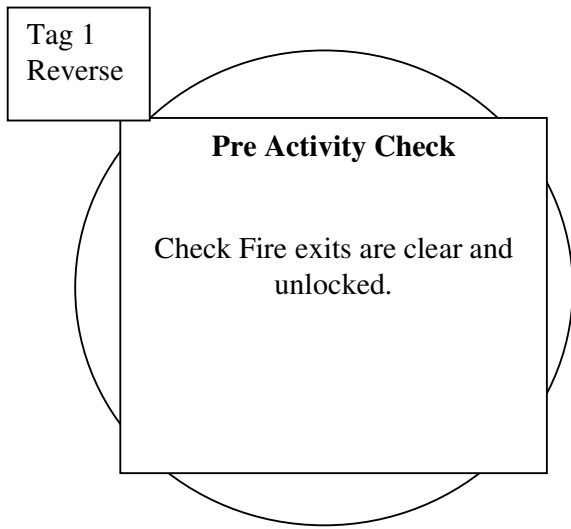 Tag 1
Reverse
Pre Activity Check
Check Fire exits are clear and
unlocked.